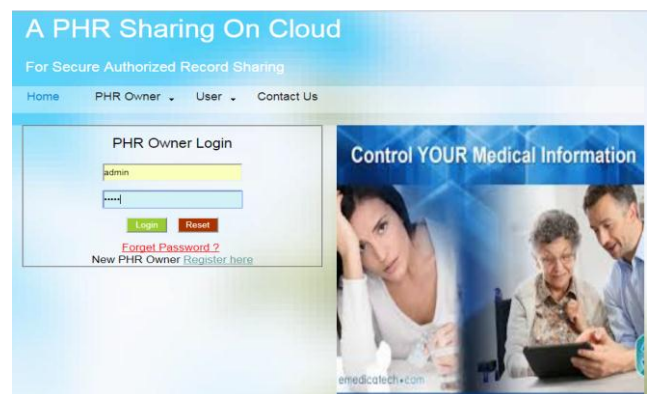 A PHR Sharing On Cloud
For Secure Authorized Record Sharing
Home PHR Owner User Contact Us
PHR Owner Login
admin
•••••
Login Reset
Forget Password ?
New PHR Owner Register here
Control YOUR Medical Information
emedicatech•com